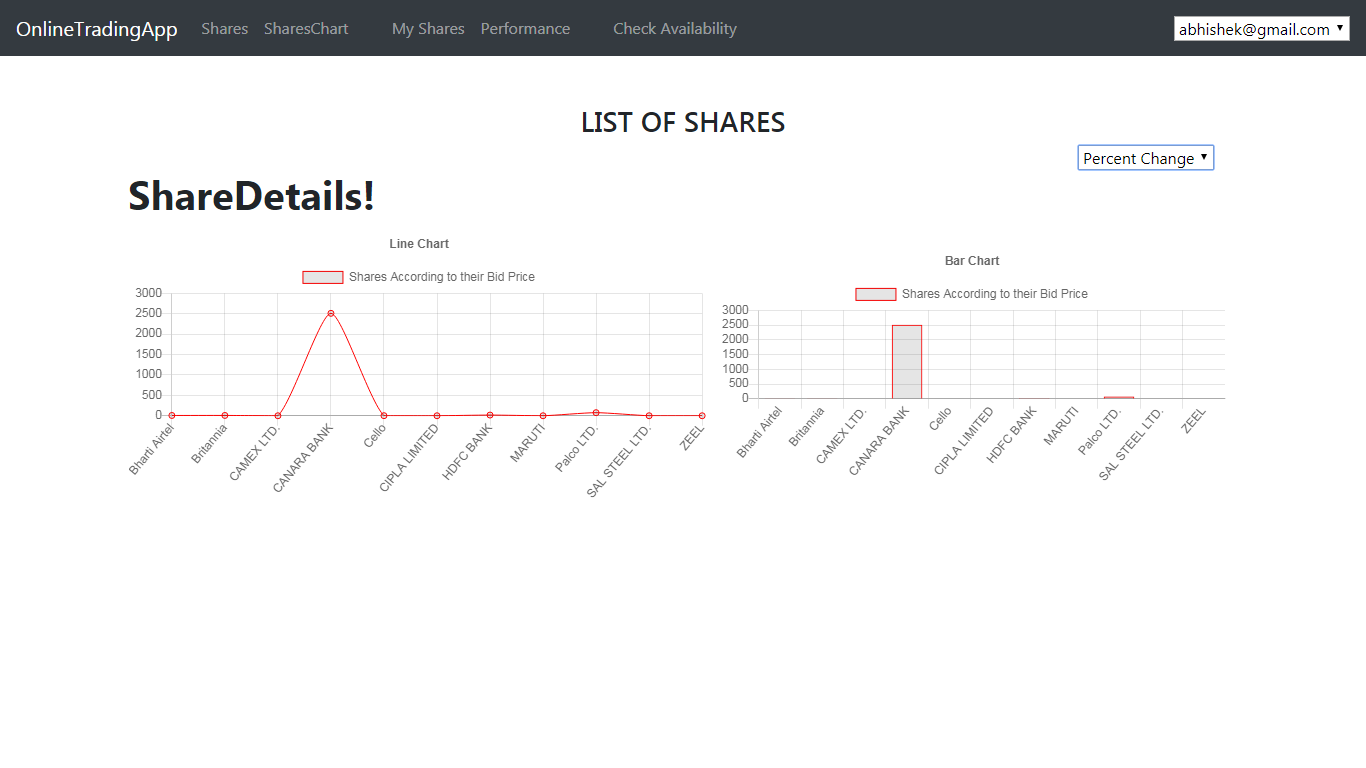 OnlineTradingApp Shares SharesChart My Shares Performance Check Availability abhishek@gmail.com
LIST OF SHARES
Percent Change
ShareDetails!
Line Chart
Shares According to their Bid Price
3000
2500
2000
1500
1000
500
0
Bharti Airtel
Britannia
CAMEX LTD.
CANARA BANK
Cello
CIPLA LIMITED
HDFC BANK
MARUTI
Palco LTD.
SAL STEEL LTD.
ZEEL
Bar Chart
Shares According to their Bid Price
3000
2500
2000
1500
1000
500
0
Bharti Airtel
Britannia
CAMEX LTD.
CANARA BANK
Cello
CIPLA LIMITED
HDFC BANK
MARUTI
Palco LTD.
SAL STEEL LTD.
ZEEL